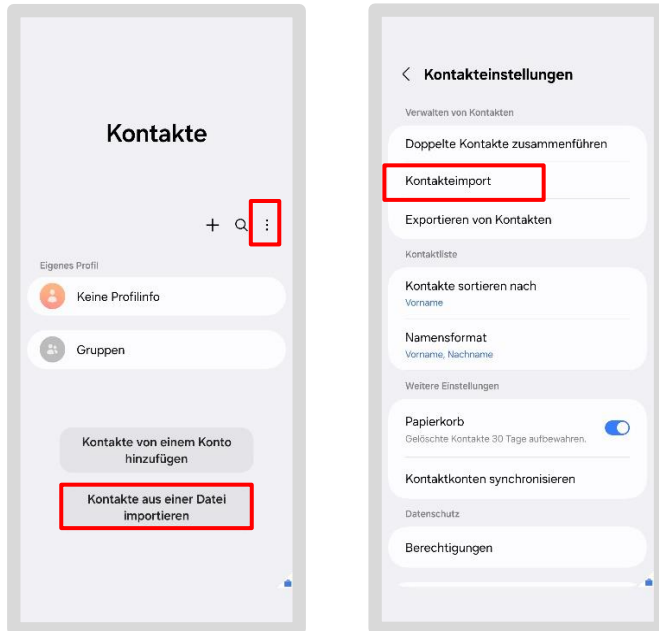 Kontakte
Eigenes Profil
Keine Profilinfo
Gruppen
Kontakte von einem Konto
hinzufügen
Kontakte aus einer Datei
importieren
Kontakteinstellungen
Verwalten von Kontakten
Doppelte Kontakte zusammenführen
Kontakteimport
Exportieren von Kontakten
Kontaktliste
Kontakte sortieren nach
Vorname
Namensformat
Vorname, Nachname
Weitere Einstellungen
Papierkorb
Gelöschte Kontakte 30 Tage aufbewahren.
Kontaktkonten synchronisieren
Datenschutz
Berechtigungen